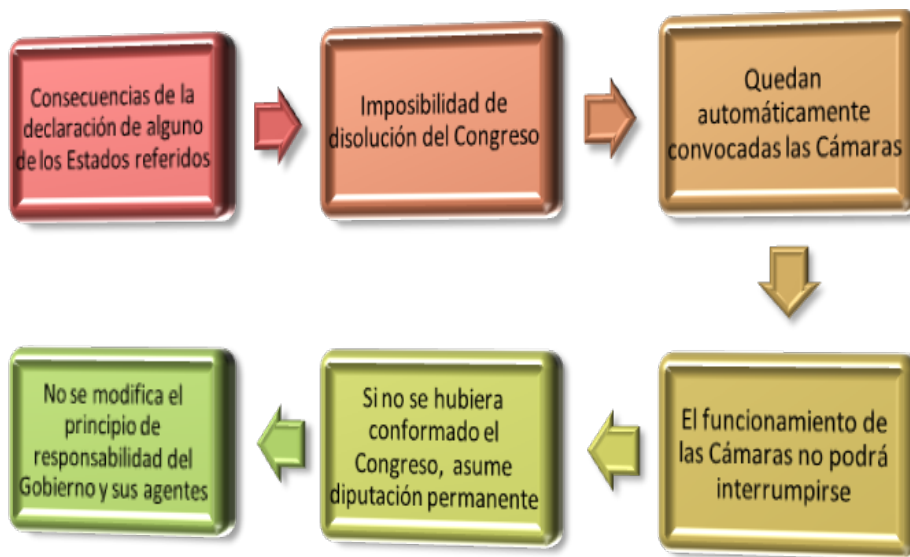 Consecuencias de la
declaración de alguno
de los Estados referidos
Imposibilidad de
disolución del Congreso
Quedan
automáticamente
convocadas las Cámaras
El funcionamiento de
las Cámaras no podrá
interrumpirse
Si no se hubiera
conformado el
Congreso, asume
diputación permanente
No se modifica el
principio de
responsabilidad del
Gobierno y sus agentes